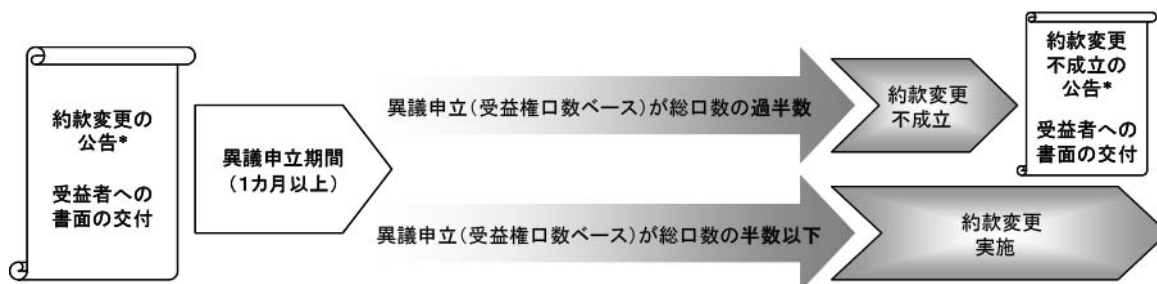 約款変更の
公告*
受益者への
書面の交付
異議申立期間
(1カ月以上)
異議申立(受益権口数ベース)が総口数の過半数
約款変更
不成立
約款変更
不成立の
公告*
受益者への
書面の交付
異議申立(受益権口数ベース)が総口数の半数以下
約款変更
実施